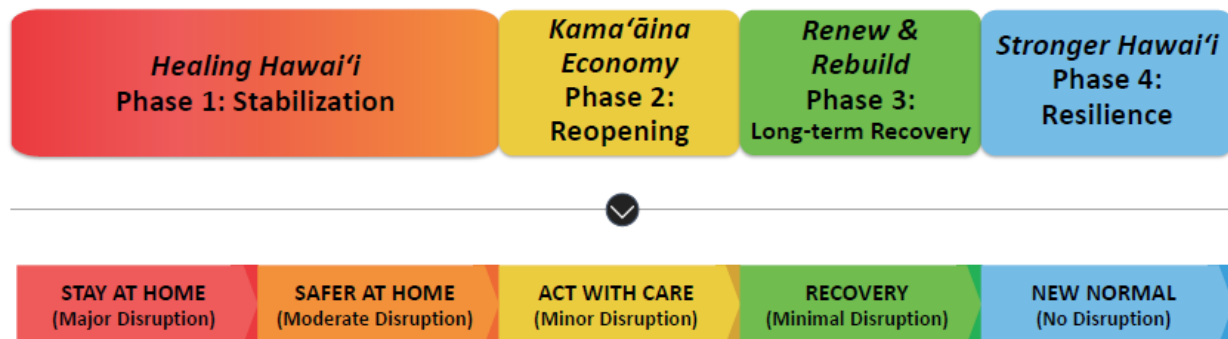 Healing Hawaiʻi
Phase 1: Stabilization
Kamaʻāina
Economy
Phase 2:
Reopening
Renew &
Rebuild
Phase 3:
Long-term Recovery
Stronger Hawaiʻi
Phase 4:
Resilience
STAY AT HOME
(Major Disruption)
SAFER AT HOME
(Moderate Disruption)
ACT WITH CARE
(Minor Disruption)
RECOVERY
(Minimal Disruption)
NEW NORMAL
(No Disruption)